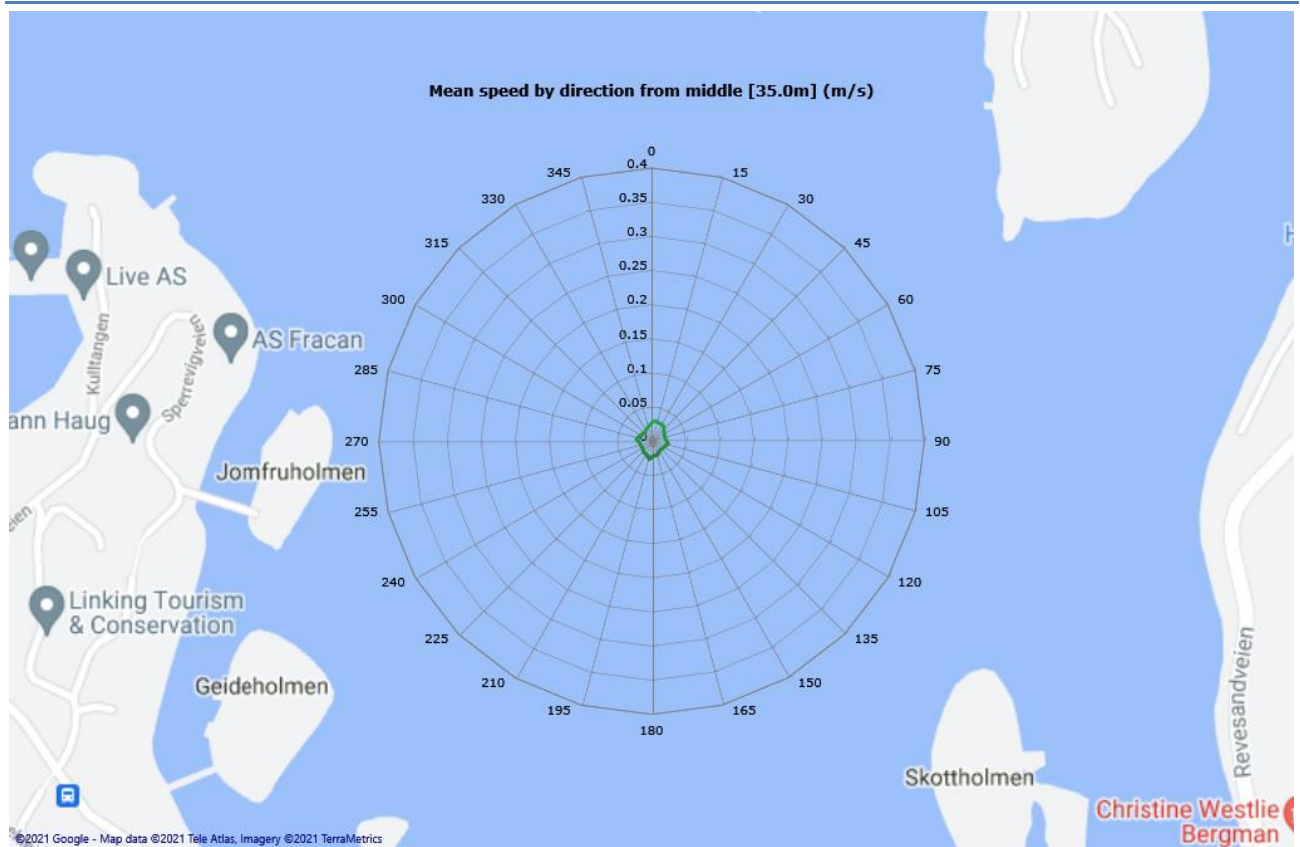 Mean speed by direction from middle [35.0m] (m/s)
0
0.4
345
15
330
0.35
30
315
0.3
45
0.25
Live AS
300
0.2
60
Kulltangen
Sperrevigveien
AS Fracan
0.15
285
0.1
75
ann Haug
0.05
270
0
90
Jomfruholmen
255
105
eien
240
120
Linking Tourism
& Conservation
225
135
Geideholmen
210
150
195
165
180
Revesandveien
Skottholmen
Christine Westlie
Bergman
H
©2021 Google - Map data ©2021 Tele Atlas, Imagery ©2021 TerraMetrics